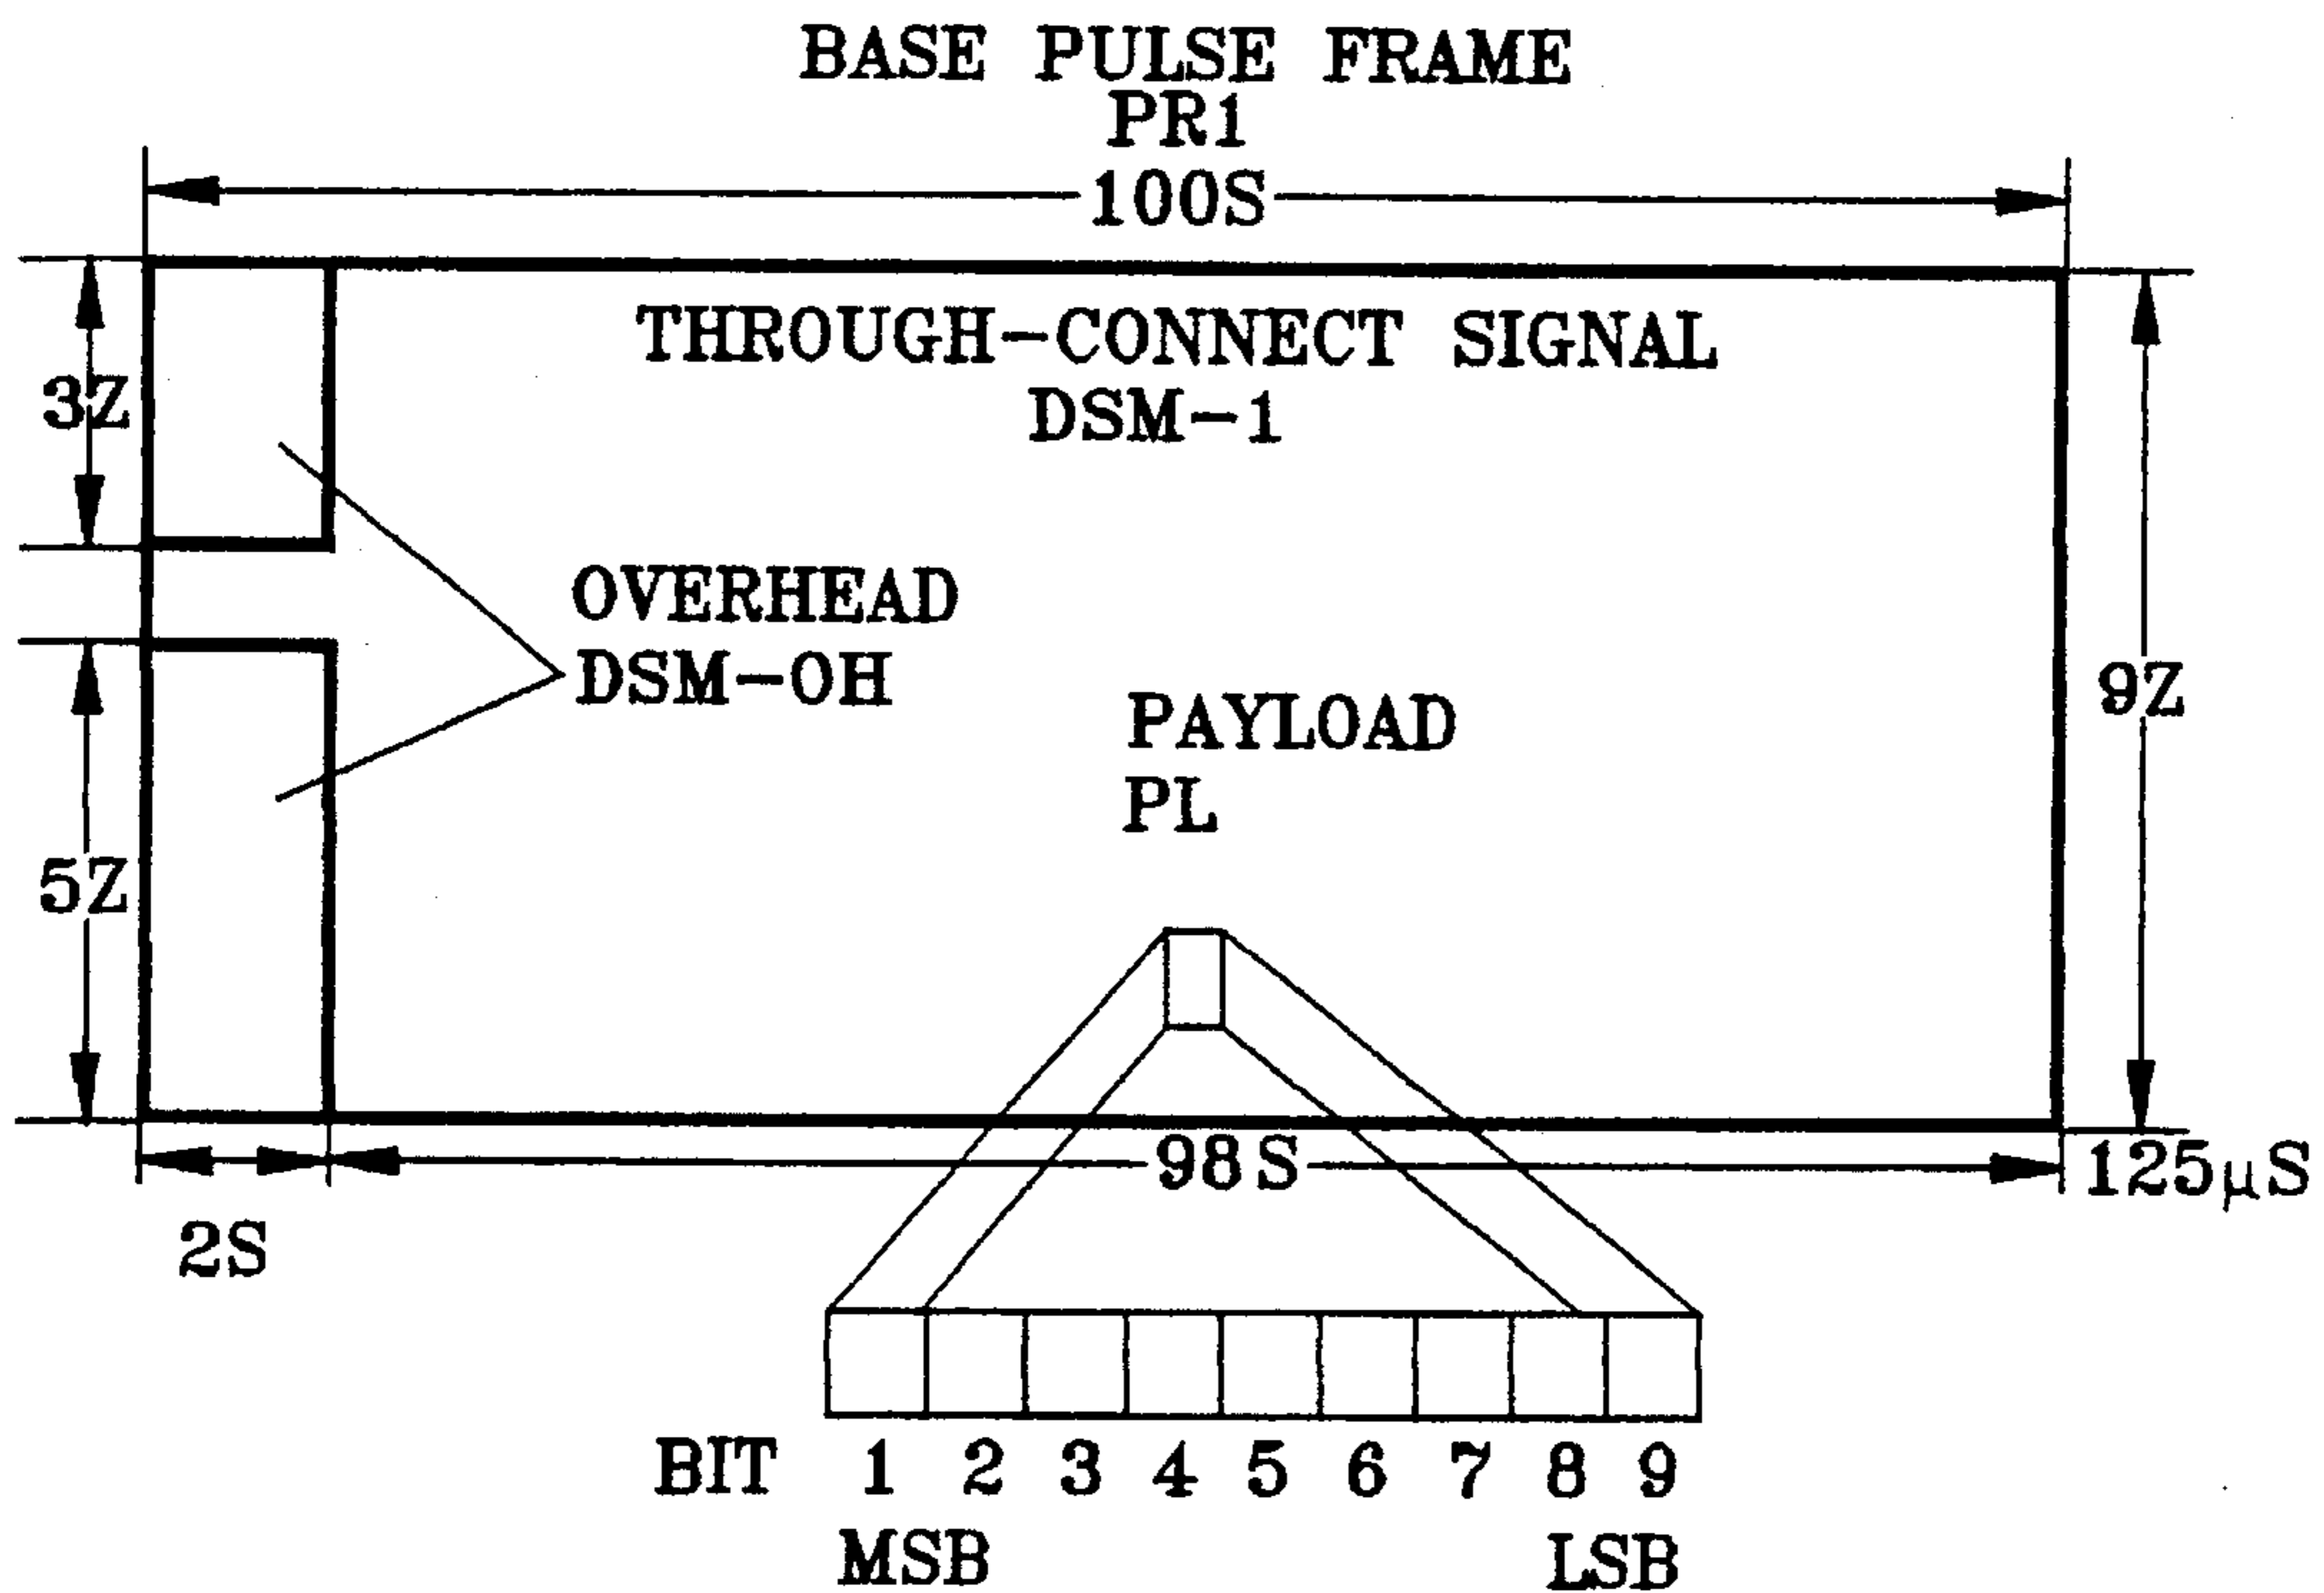 BASE PULSE FRAME
PR1
100S
THROUGH-CONNECT SIGNAL
DSM-1
3Z
OVERHEAD
DSM-OH
PAYLOAD
PL
9Z
5Z
98S
125µS
2S
BIT 1 2 3 4 5 6 7 8 9
MSB LSB